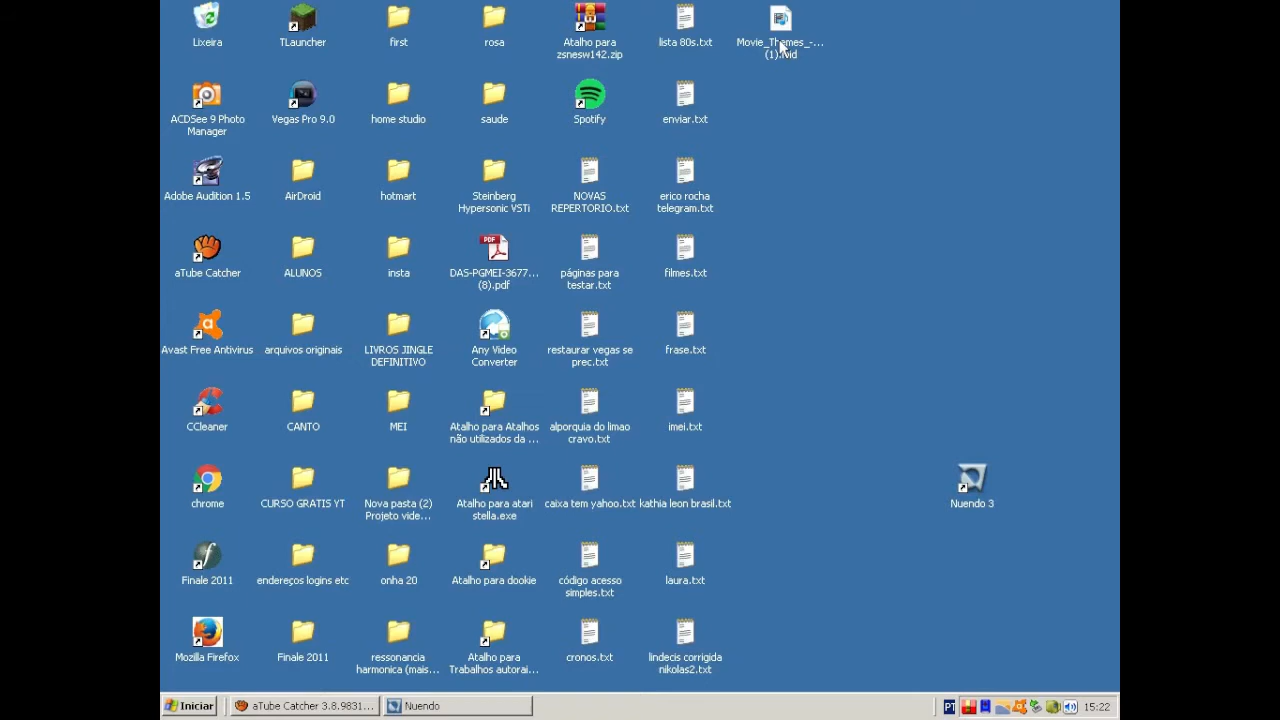 Lixeira
TLauncher
first
rosa
Atalho para
zsnesw142.zip
lista 80s.txt
Movie_Themes_-...
ACDSee 9 Photo
Manager
Vegas Pro 9.0
home studio
saude
Spotify
enviar.txt
Adobe Audition 1.5
AirDroid
hotmart
Steinberg
Hypersonic VSTi
NOVAS
REPERTORIO.txt
erico rocha
telegram.txt
aTube Catcher
ALUNOS
insta
PDF
DAS-PGMEI-3677...
(8).pdf
páginas para
testar.txt
filmes.txt
Avast Free Antivirus
arquivos originais
LIVROS JINGLE
DEFINITIVO
Any Video
Converter
restaurar vegas se
prec.txt
frase.txt
CCleaner
CANTO
MEI
Atalho para Atalhos
não utilizados da ...
alporquia do limao
cravo.txt
imei.txt
chrome
CURSO GRATIS YT
Nova pasta (2)
Projeto vide...
Atalho para atari
stella.exe
caixa tem yahoo.txt
kathia leon brasil.txt
Nuendo 3
Finale 2011
endereços logins etc
onha 20
Atalho para dookie
código acesso
simples.txt
laura.txt
Mozilla Firefox
Finale 2011
ressonancia
harmonica (mais...
Atalho para
Trabalhos autorai...
cronos.txt
lindecis corrigida
nikolas2.txt
Iniciar
aTube Catcher 3.8.9831...
Nuendo
PT
15:22